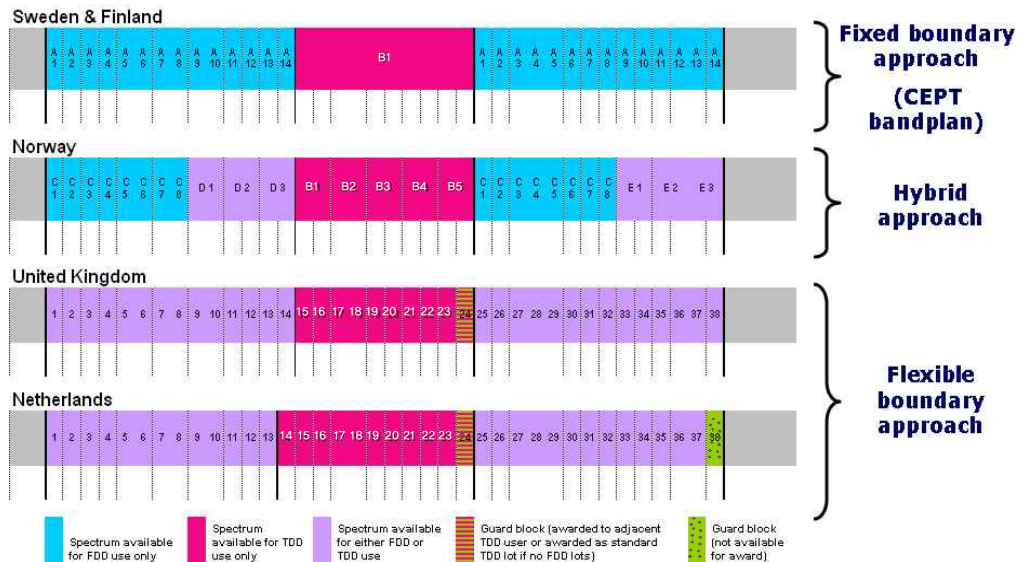 Sweden & Finland
A 1 A 2 A 3 A 4 A 5 A 6 A 7 A 8 A 9 A 10 A 11 A 12 A 13 A 14 B1 A 1 A 2 A 3 A 4 A 5 A 6 A 7 A 8 A 9 A 10 A 11 A 12 A 13 A 14
Fixed boundary
approach
(CEPT
bandplan)
Norway
C 1 C 2 C 3 C 4 C 5 C 6 C 7 C 8 D 1 D 2 D 3 B1 B2 B3 B4 B5 C 1 C 2 C 3 C 4 C 5 C 6 C 7 C 8 E 1 E 2 E 3
Hybrid
approach
United Kingdom
1 2 3 4 5 6 7 8 9 10 11 12 13 14 15 16 17 18 19 20 21 22 23 24 25 26 27 28 29 30 31 32 33 34 35 36 37 38
Netherlands
1 2 3 4 5 6 7 8 9 10 11 12 13 14 15 16 17 18 19 20 21 22 23 24 25 26 27 28 29 30 31 32 33 34 35 36 37 38
Flexible
boundary
approach
Spectrum available
for FDD use only
Spectrum
available for TDD
use only
Spectrum available
for either FDD or
TDD use
Guard block (awarded to adjacent
TDD user or awarded as standard
TDD lot if no FDD lots)
Guard block
(not available
for award)